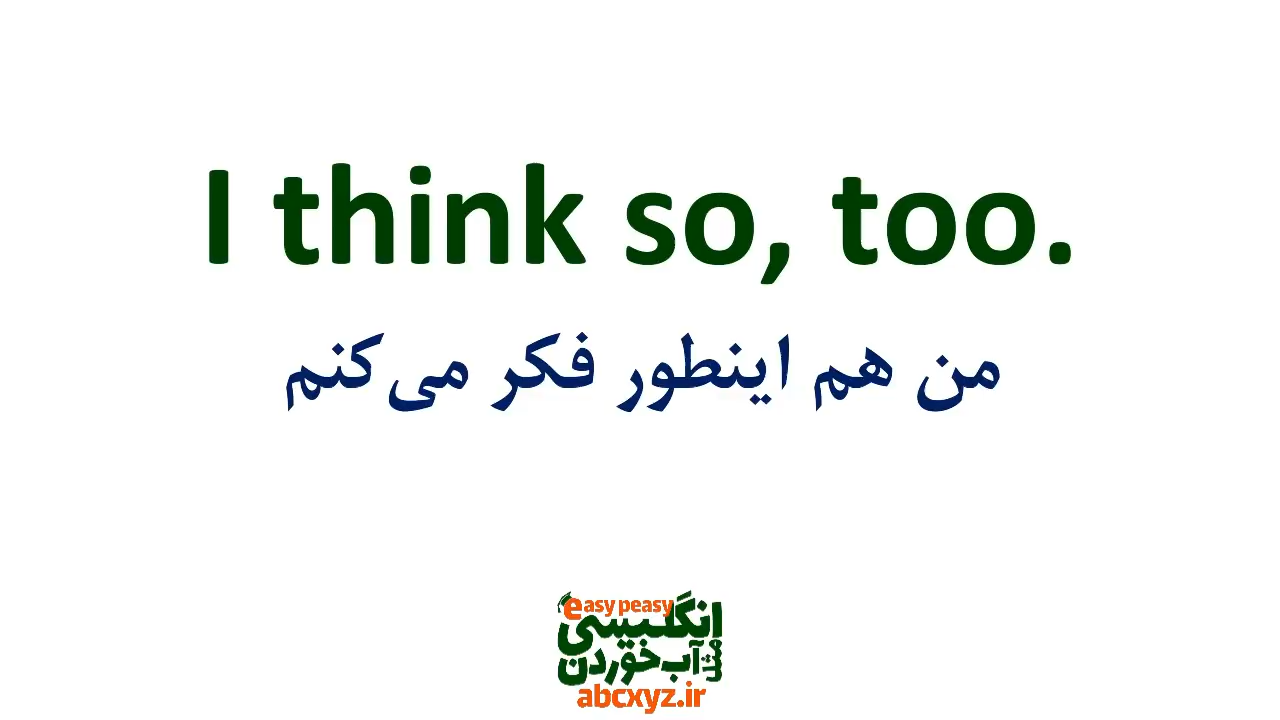 I think so, too.
من هم اینطور فکر می‌کنم
easy peasy
انگلیسی
مثل آب خوردن
abcxyz.ir